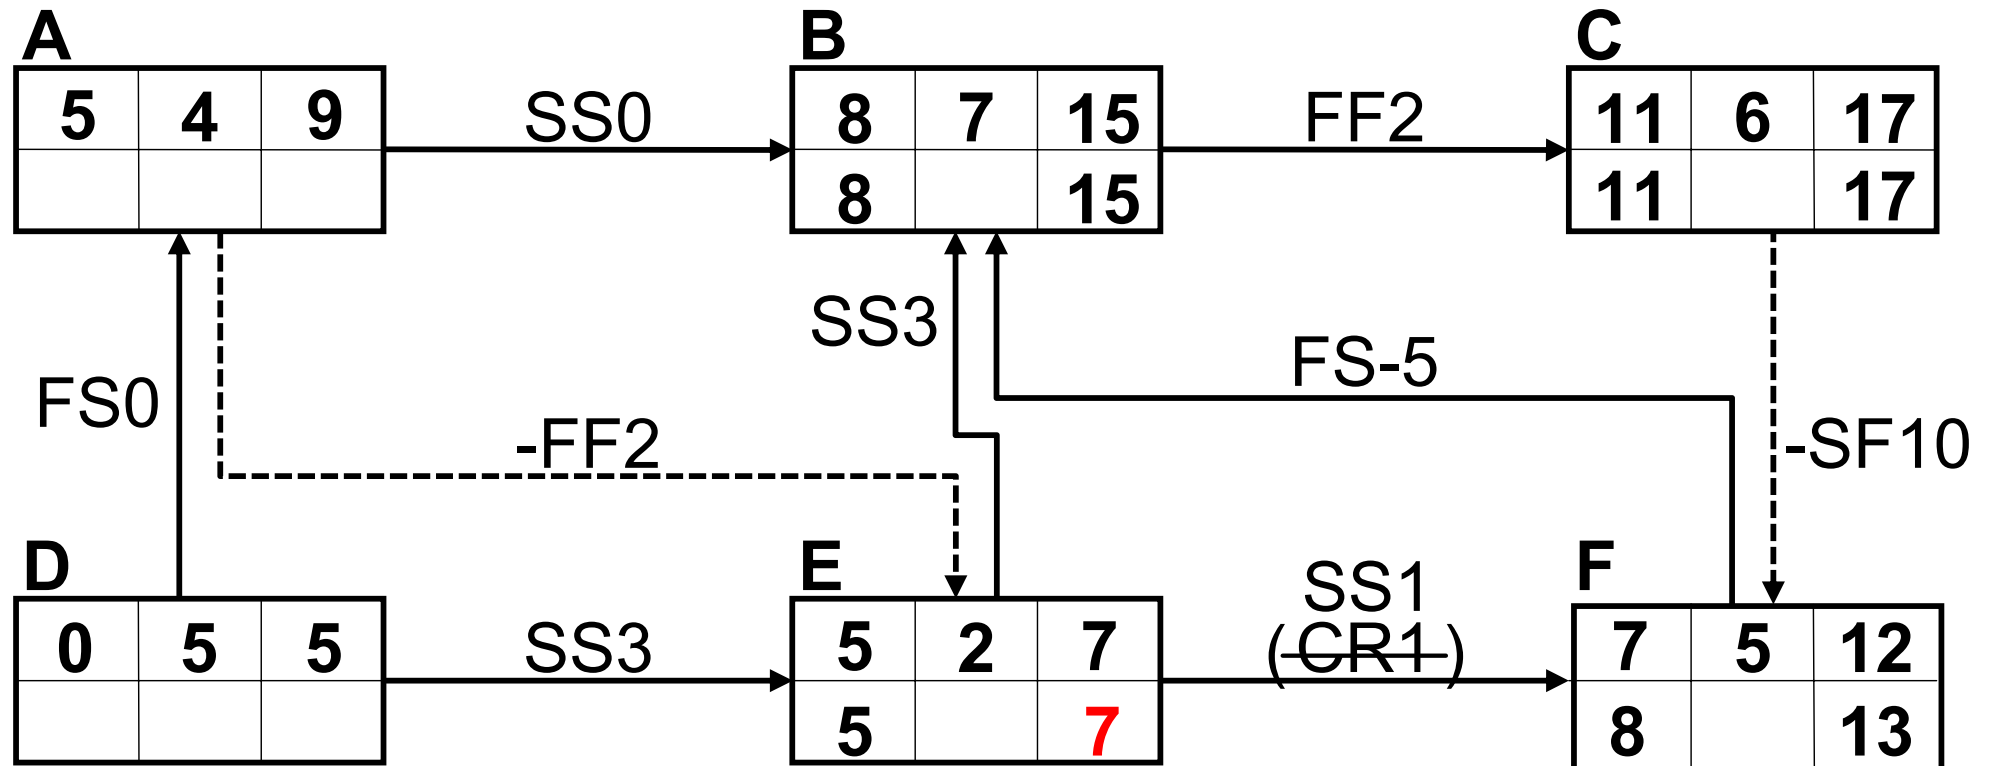 A B C
5 4 9 SS0 8 7 15 FF2 11 6 17
8 15 11 17
SS3
FS-5
FS0
-FF2 -SF10
D E F
SS1
0 5 5 SS3 5 2 7 (CR1) 7 5 12
5 7 8 13